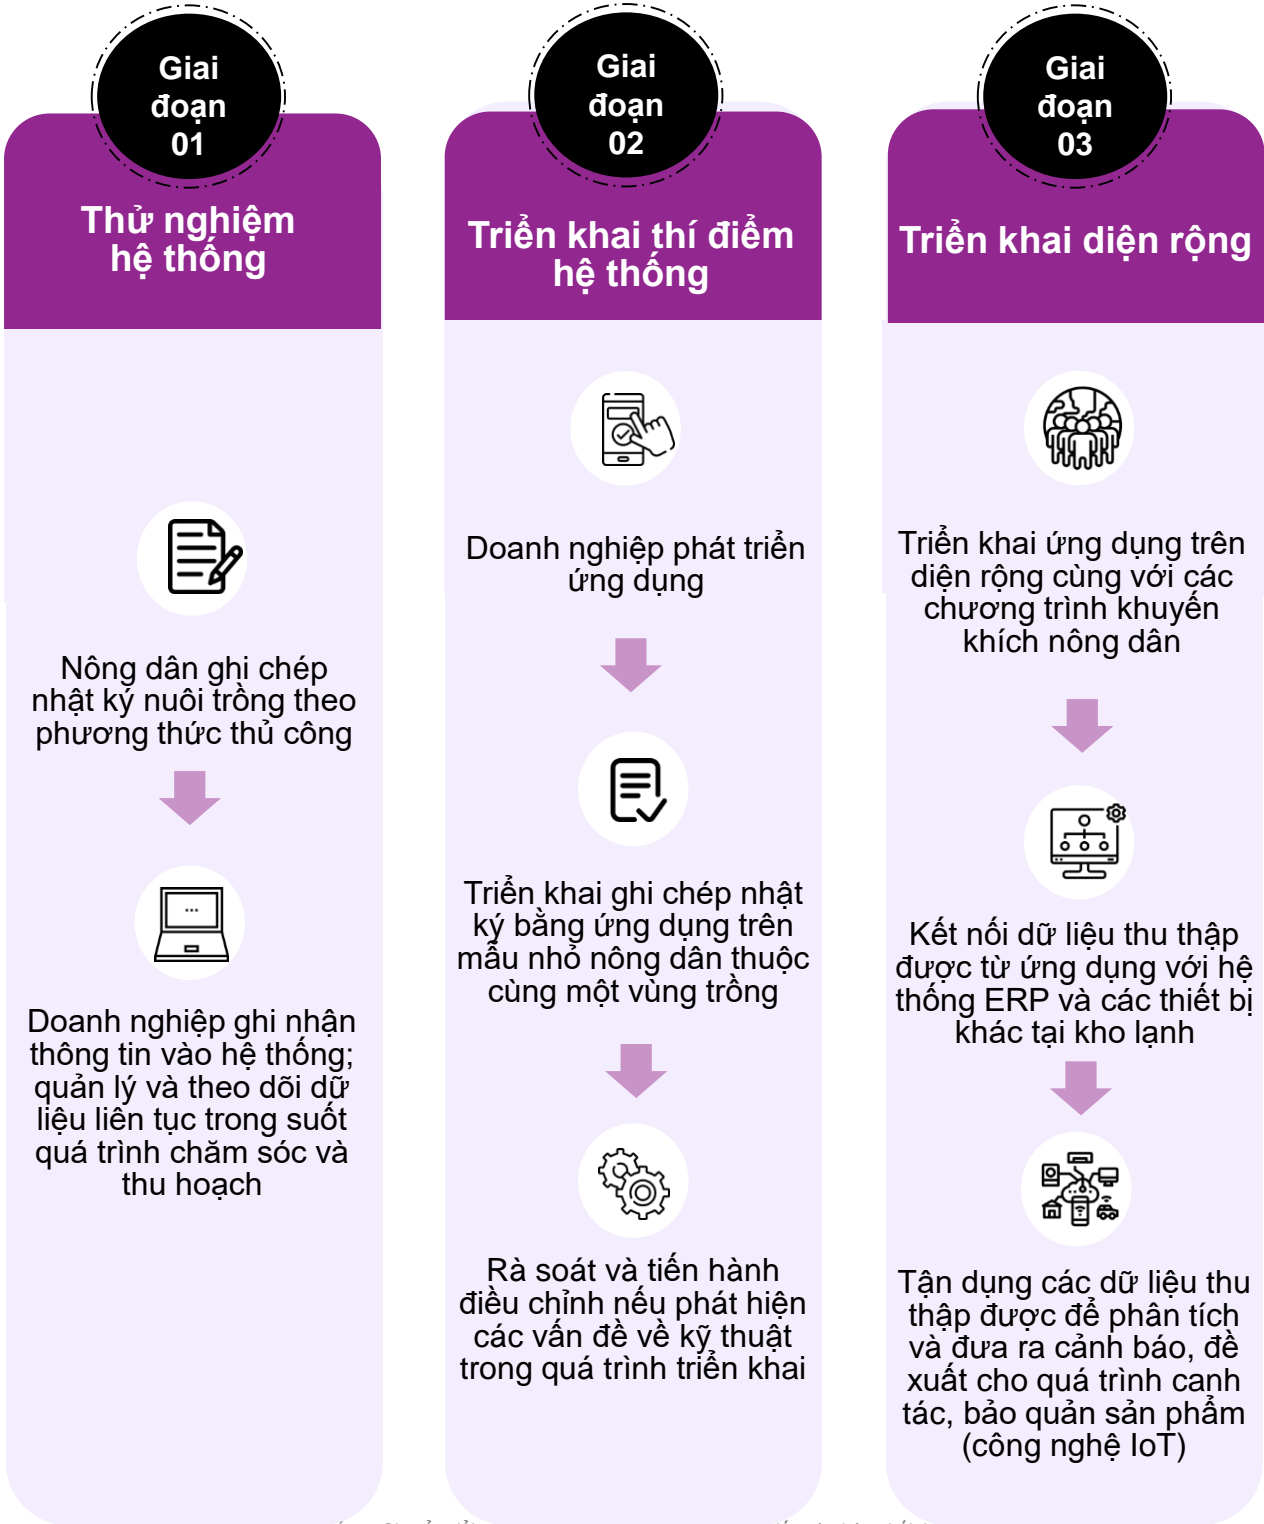 Giai
đoạn
01
Thử nghiệm
hệ thống
Nông dân ghi chép
nhật ký nuôi trồng theo
phương thức thủ công
Doanh nghiệp ghi nhận
thông tin vào hệ thống;
quản lý và theo dõi dữ
liệu liên tục trong suốt
quá trình chăm sóc và
thu hoạch
Giai
đoạn
02
Triển khai thí điểm
hệ thống
Doanh nghiệp phát triển
ứng dụng
Triển khai ghi chép nhật
ký bằng ứng dụng trên
mẫu nhỏ nông dân thuộc
cùng một vùng trồng
Rà soát và tiến hành
điều chỉnh nếu phát hiện
các vấn đề về kỹ thuật
trong quá trình triển khai
Giai
đoạn
03
Triển khai diện rộng
Triển khai ứng dụng trên
diện rộng cùng với các
chương trình khuyến
khích nông dân
Kết nối dữ liệu thu thập
được từ ứng dụng với hệ
thống ERP và các thiết bị
khác tại kho lạnh
Tận dụng các dữ liệu thu
thập được để phân tích
và đưa ra cảnh báo, đề
xuất cho quá trình canh
tác, bảo quản sản phẩm
(công nghệ IoT)